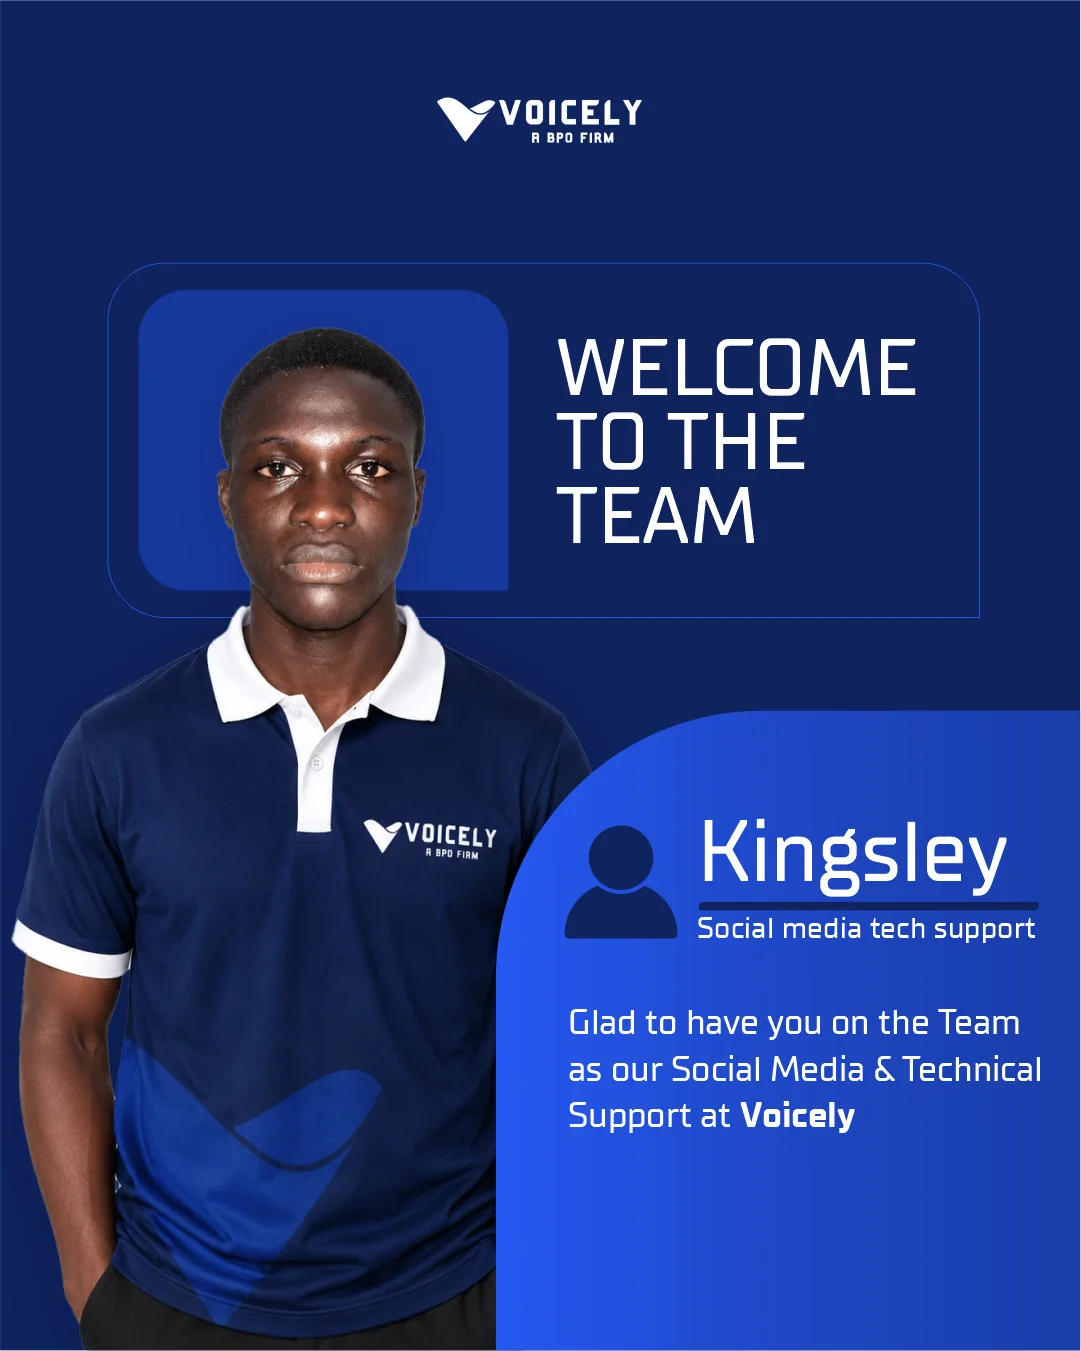 VOICELY
A BPO FIRM
WELCOME
TO THE
TEAM
VOICELY
A BPO FIRM
Kingsley
Social media tech support
Glad to have you on the Team
as our Social Media & Technical
Support at Voicely